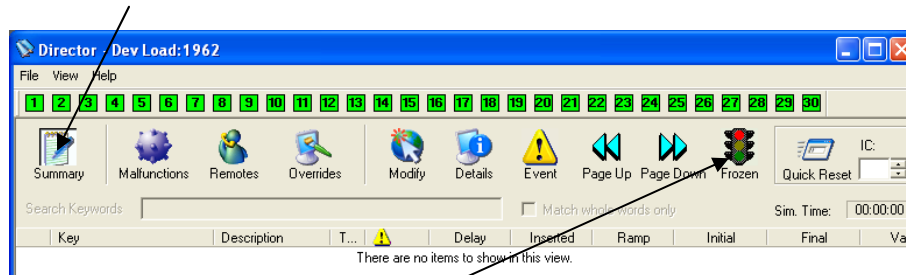 Director - Dev Load:1962
File View Help
1 2 3 4 5 6 7 8 9 10 11 12 13 14 15 16 17 18 19 20 21 22 23 24 25 26 27 28 29 30
Summary Malfunctions Remotes Overrides Modify Details Event Page Up Page Down Frozen Quick Reset IC:
Search Keywords Match whole words only Sim. Time: 00:00:00
Key Description T... Delay Inserted Ramp Initial Final Va
There are no items to show in this view.